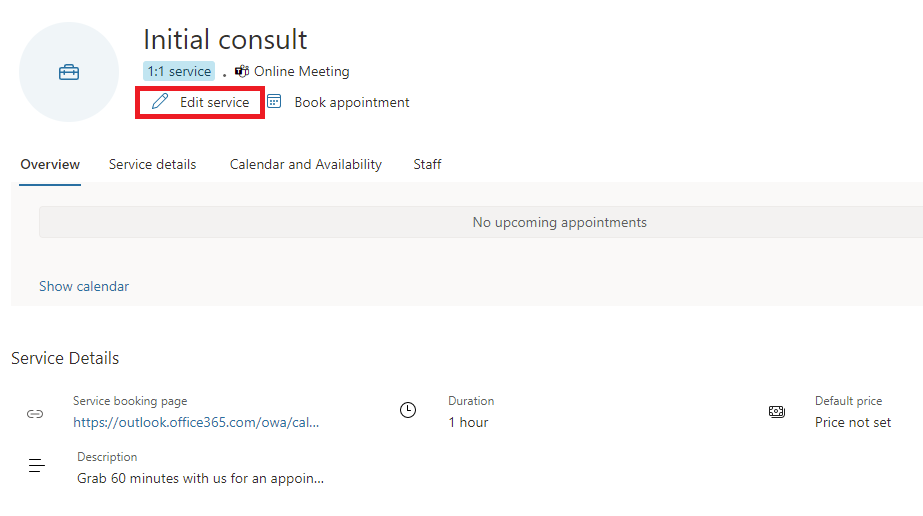 Initial consult
1:1 service . Online Meeting
Edit service Book appointment
Overview Service details Calendar and Availability Staff
No upcoming appointments
Show calendar
Service Details
Service booking page Duration Default price
https://outlook.office365.com/owa/cal... 1 hour Price not set
Description
Grab 60 minutes with us for an appoin...